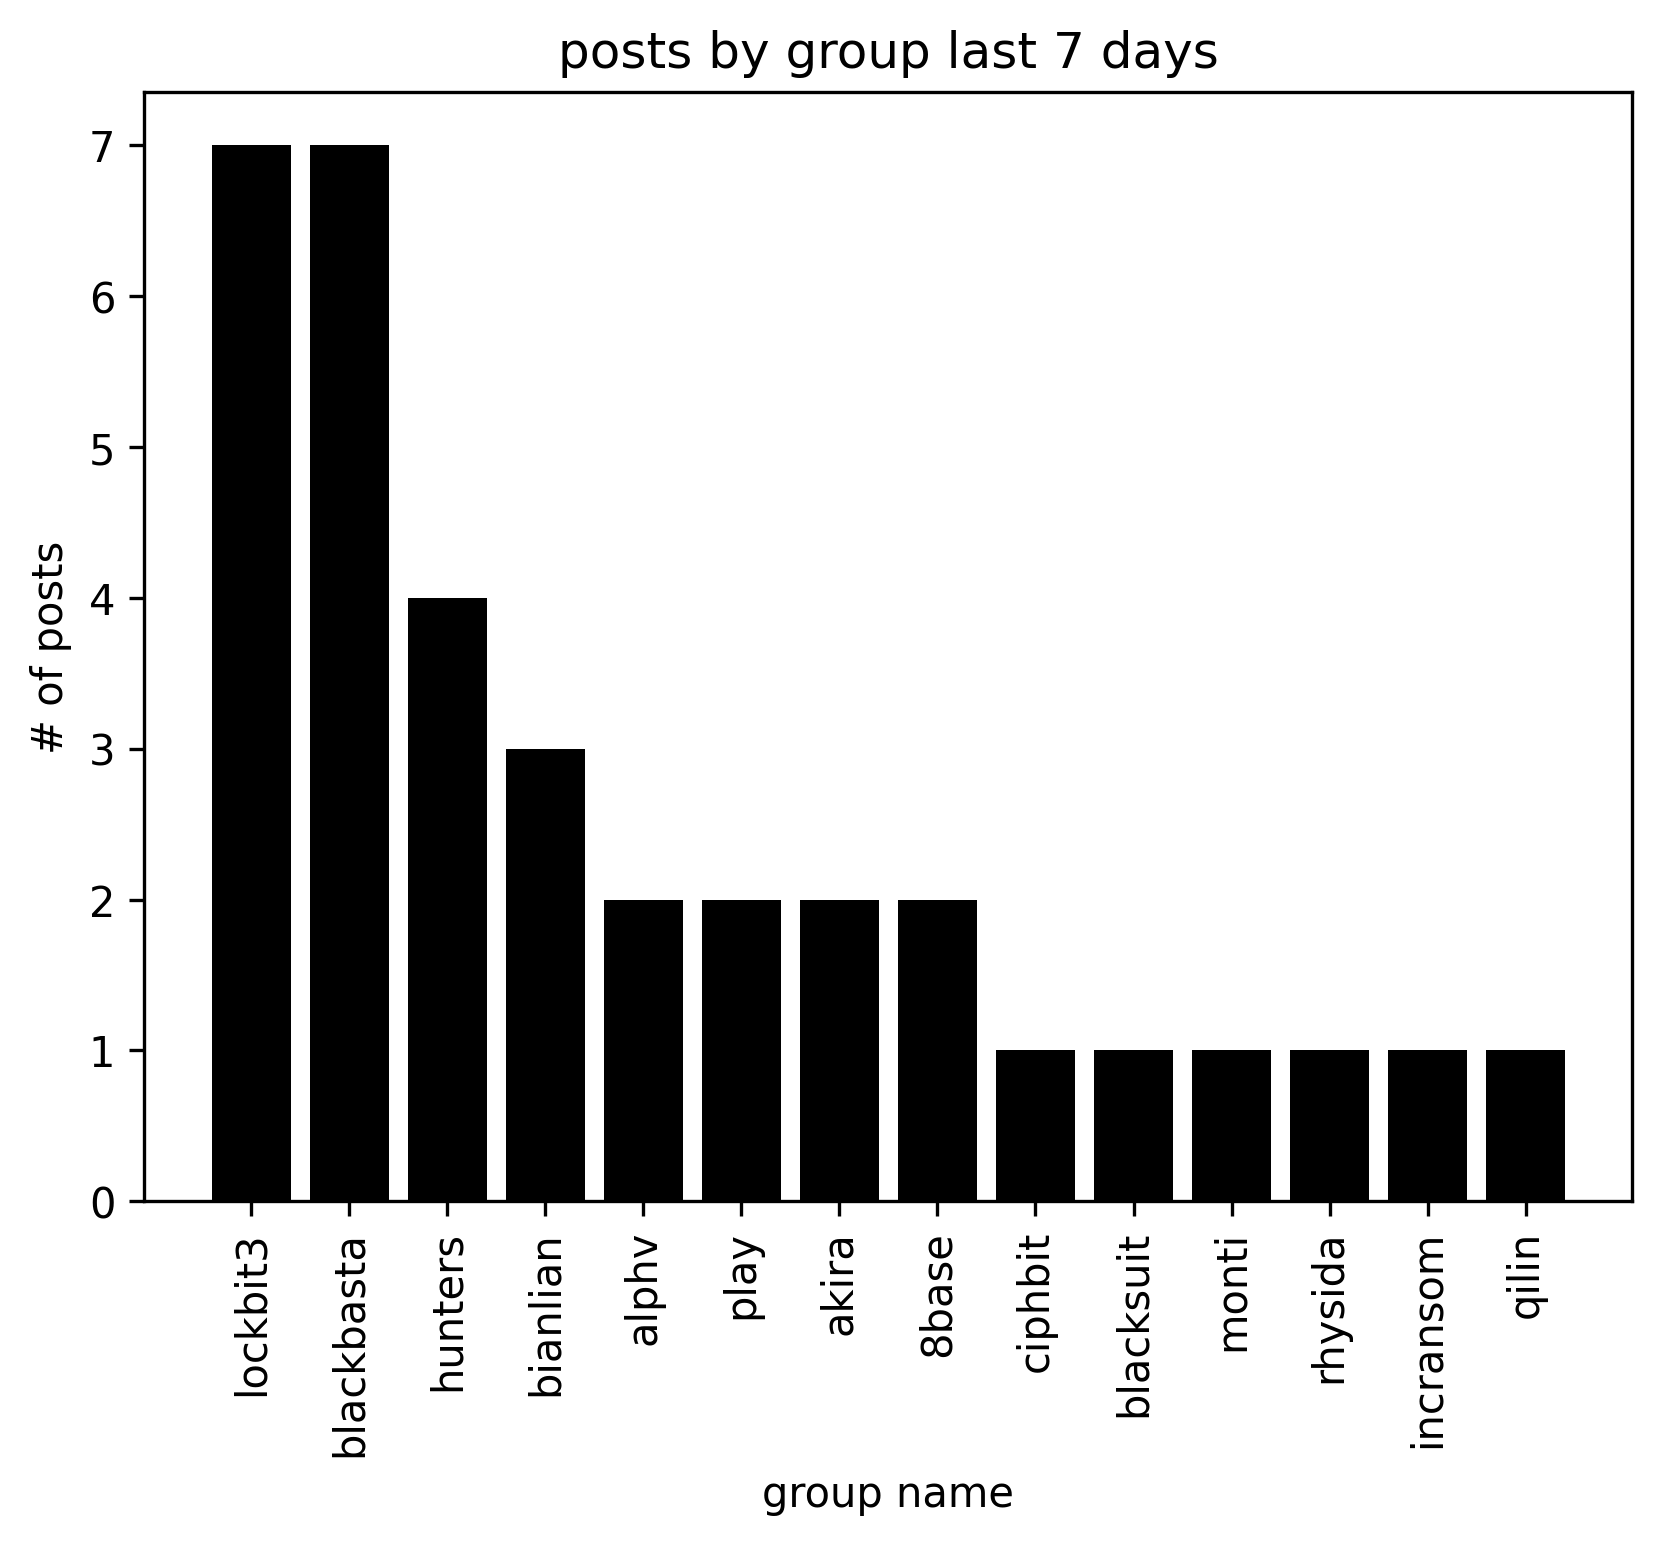 posts by group last 7 days
7
6
5
4
3
2
1
0
# of posts
lockbit3
blackbasta
hunters
bianlian
alphv
play
akira
8base
ciphbit
blacksuit
monti
rhysida
incransom
qilin
group name